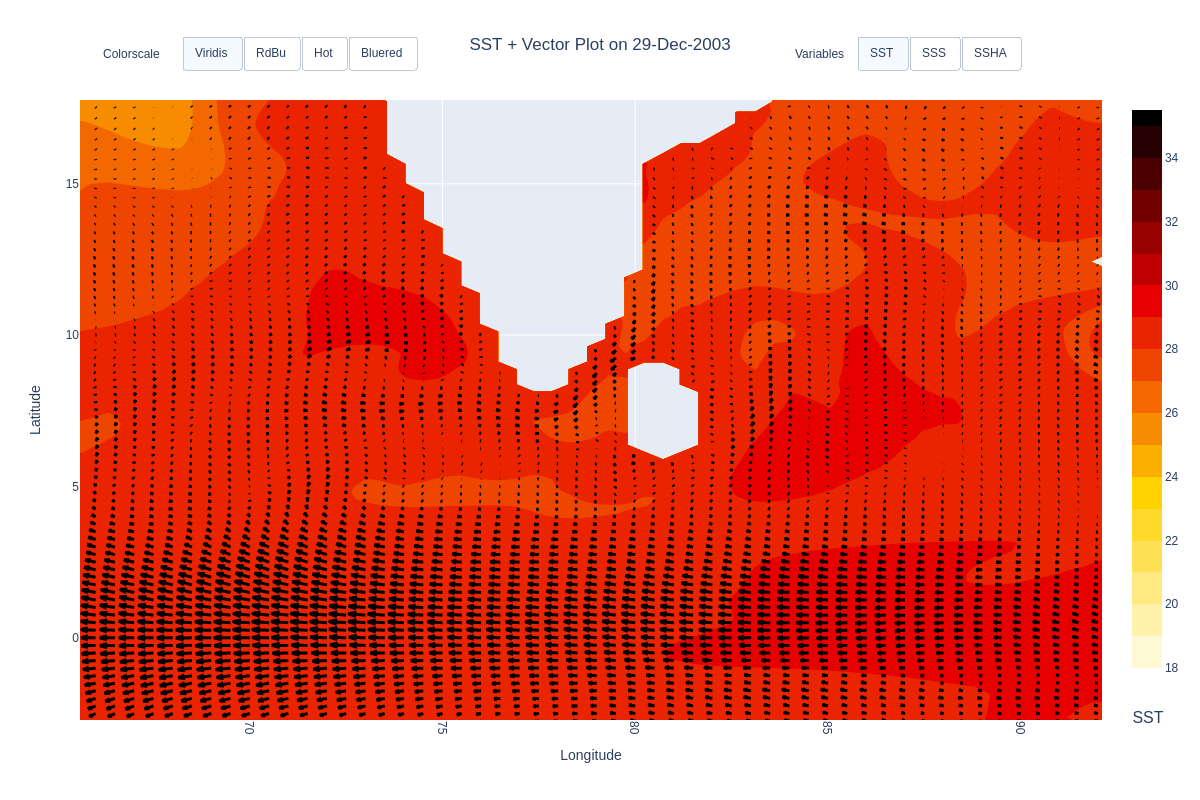 SST + Vector Plot on 29-Dec-2003
Colorscale Viridis RdBu Hot Bluered
Variables SST SSS SSHA
Latitude
15
10
5
0
70 75 80 85 90
Longitude
34
32
30
28
26
24
22
20
18
SST